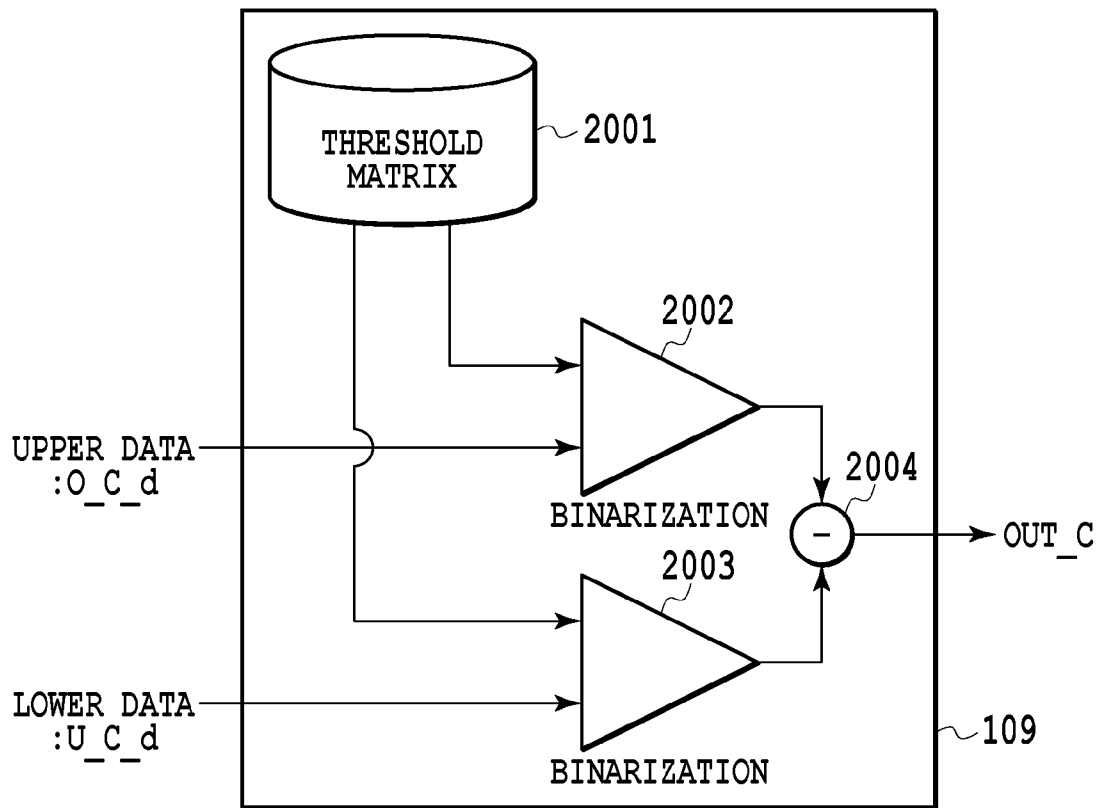 THRESHOLD
MATRIX
2001
2002
UPPER DATA
:O_C_d
BINARIZATION
2004
OUT_C
2003
LOWER DATA
:U_C_d
BINARIZATION
109